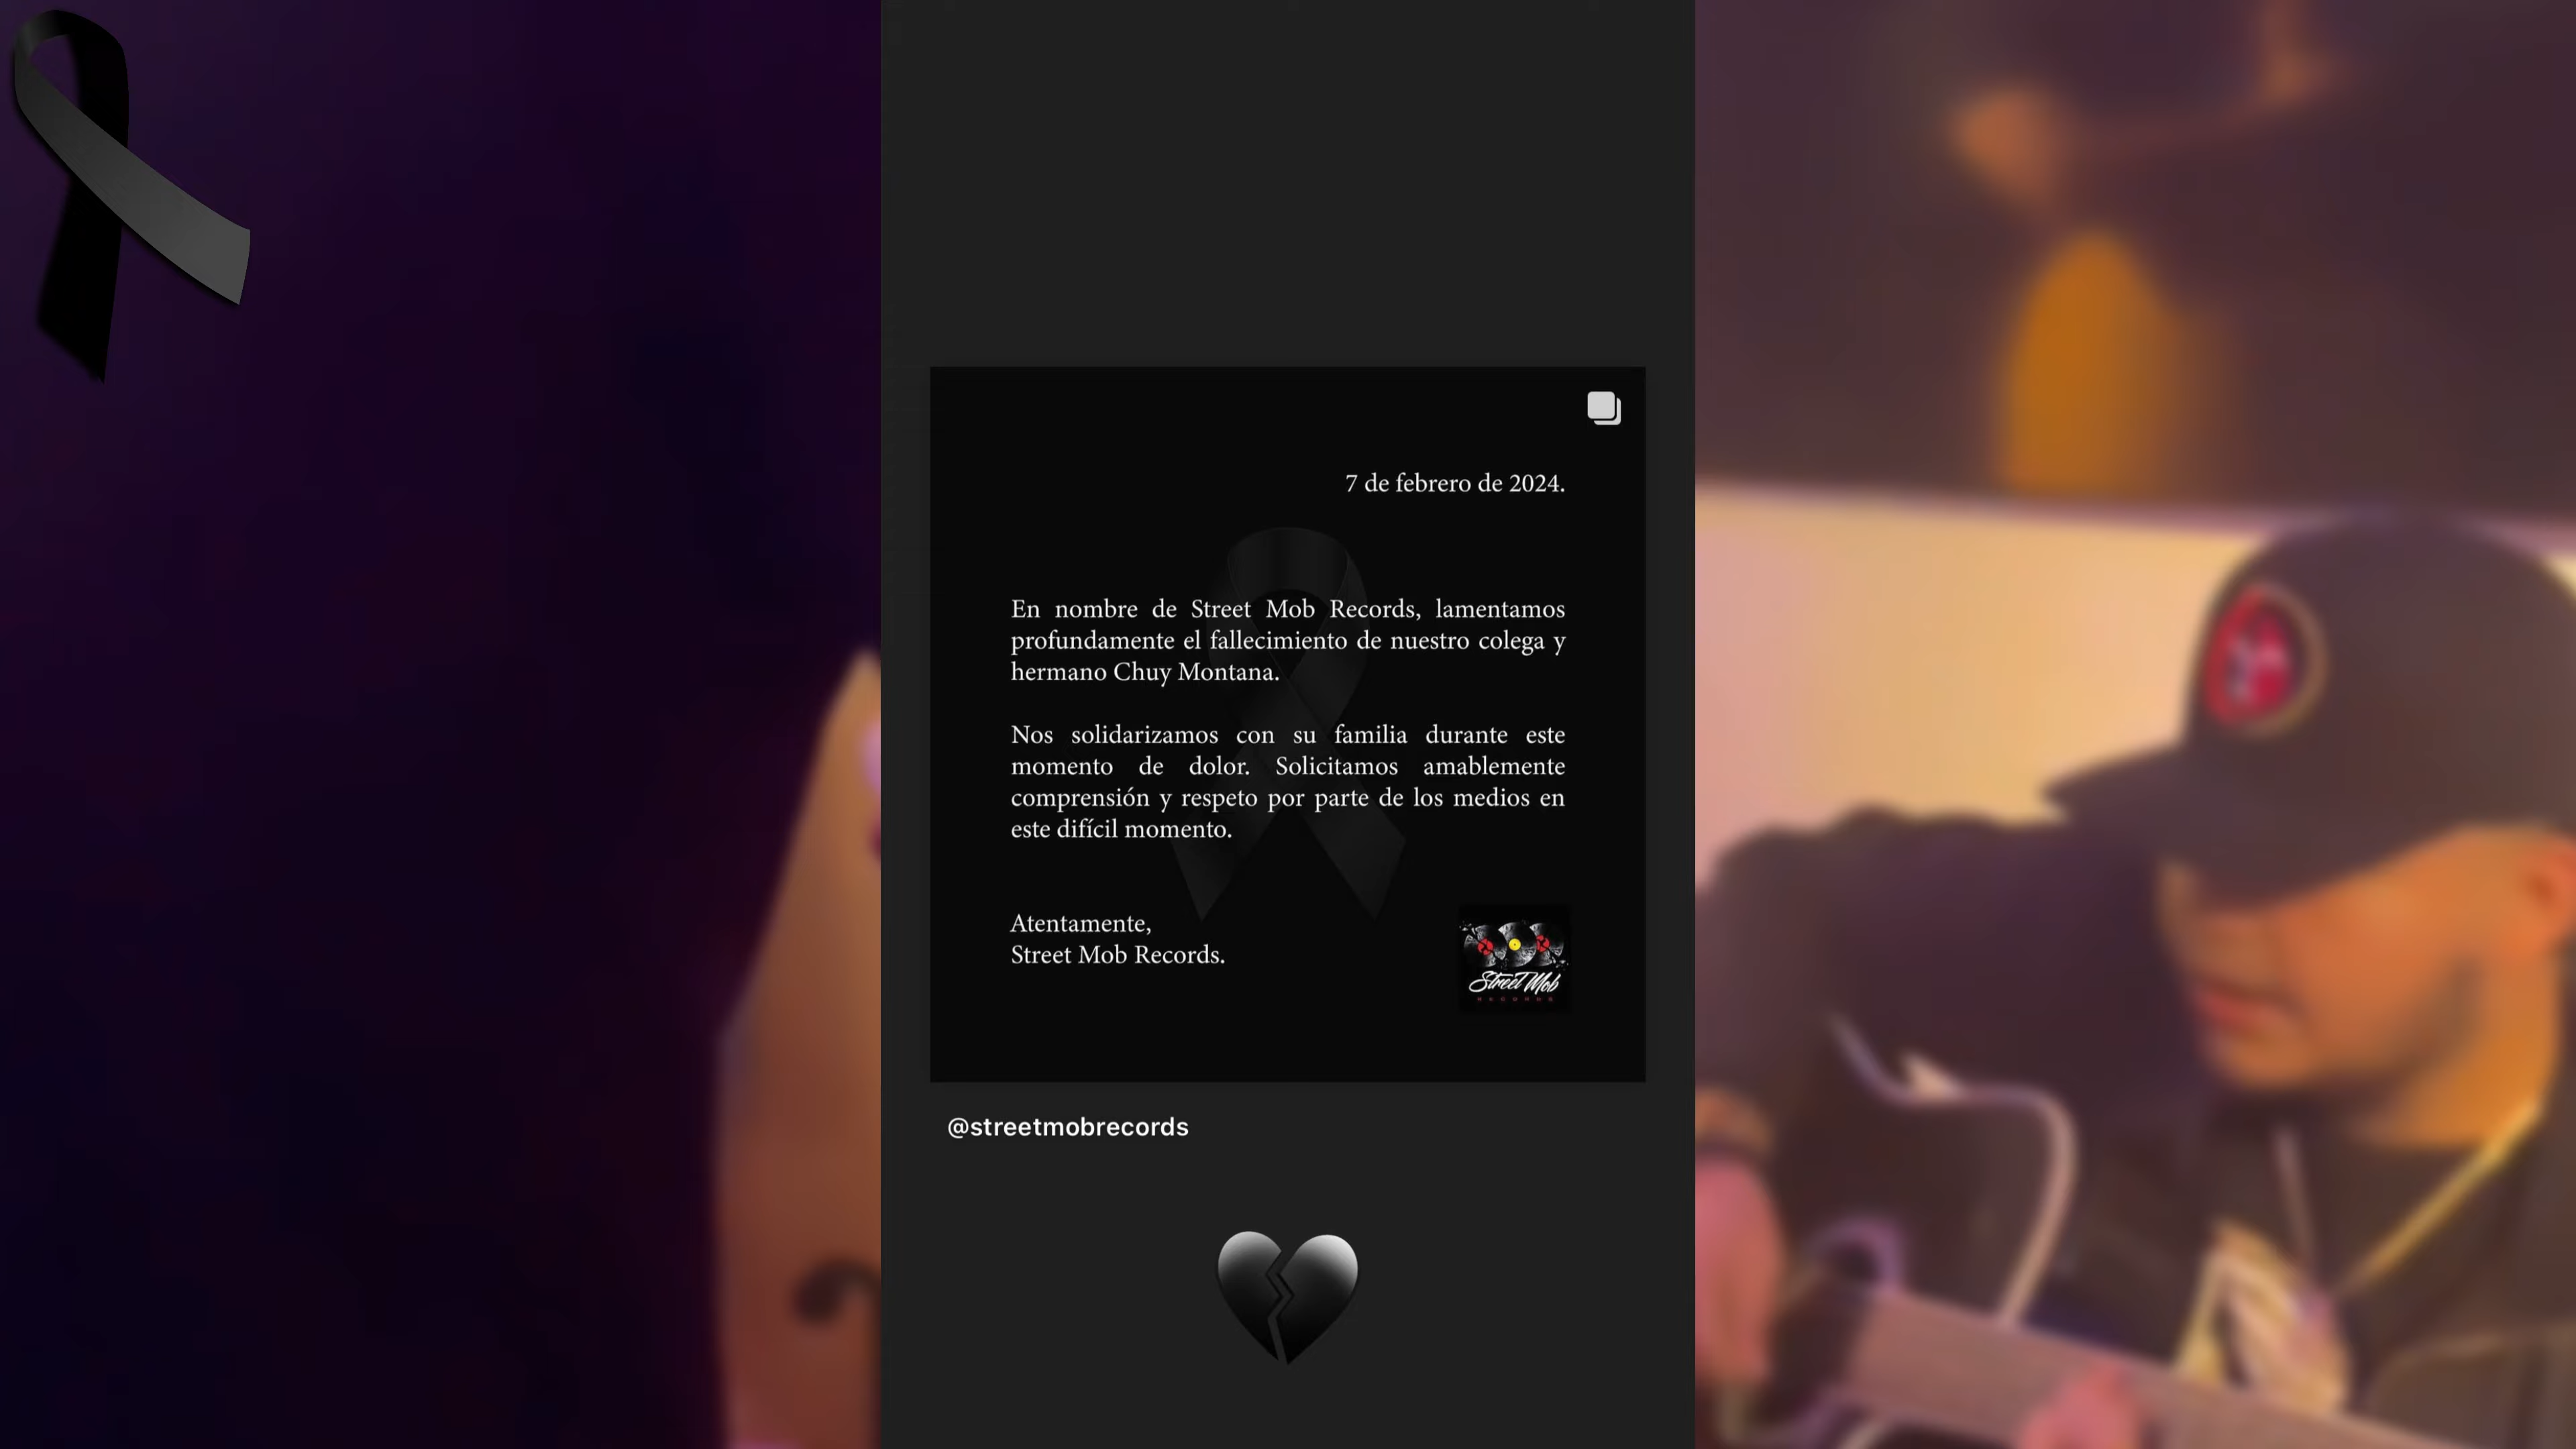 7 de febrero de 2024.
En nombre de Street Mob Records, lamentamos
profundamente el fallecimiento de nuestro colega y
hermano Chuy Montana.
Nos solidarizamos con su familia durante este
momento de dolor. Solicitamos amablemente
comprensión y respeto por parte de los medios en
este difícil momento.
Atentamente,
Street Mob Records.
Street Mob
RECORDS
@streetmobrecords